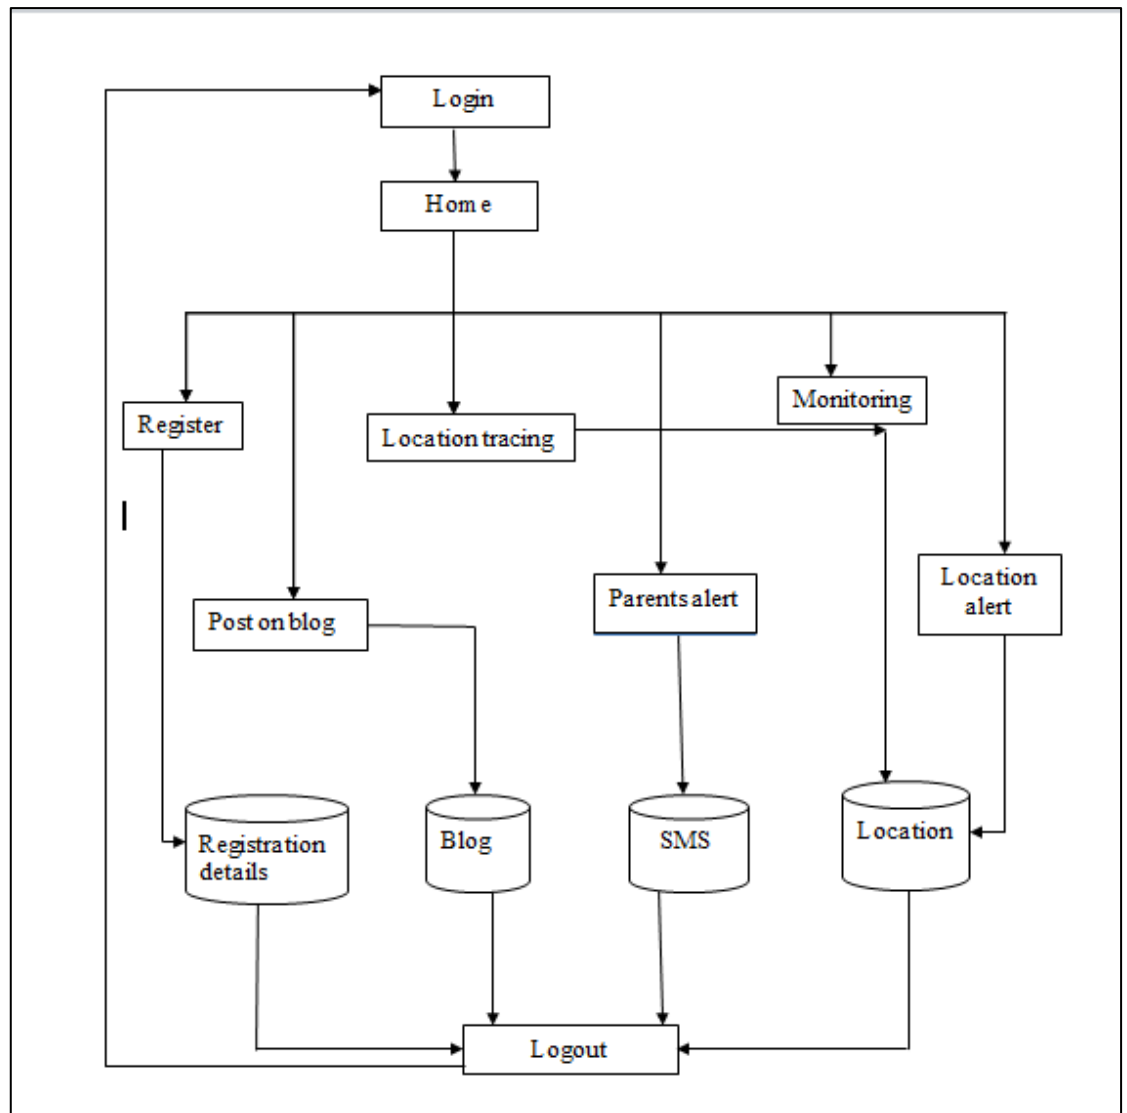 Login
Home
Monitoring
Register
Location tracing
Location
alert
Parents alert
Post on blog
Registration
details
Blog
SMS
Location
Logout